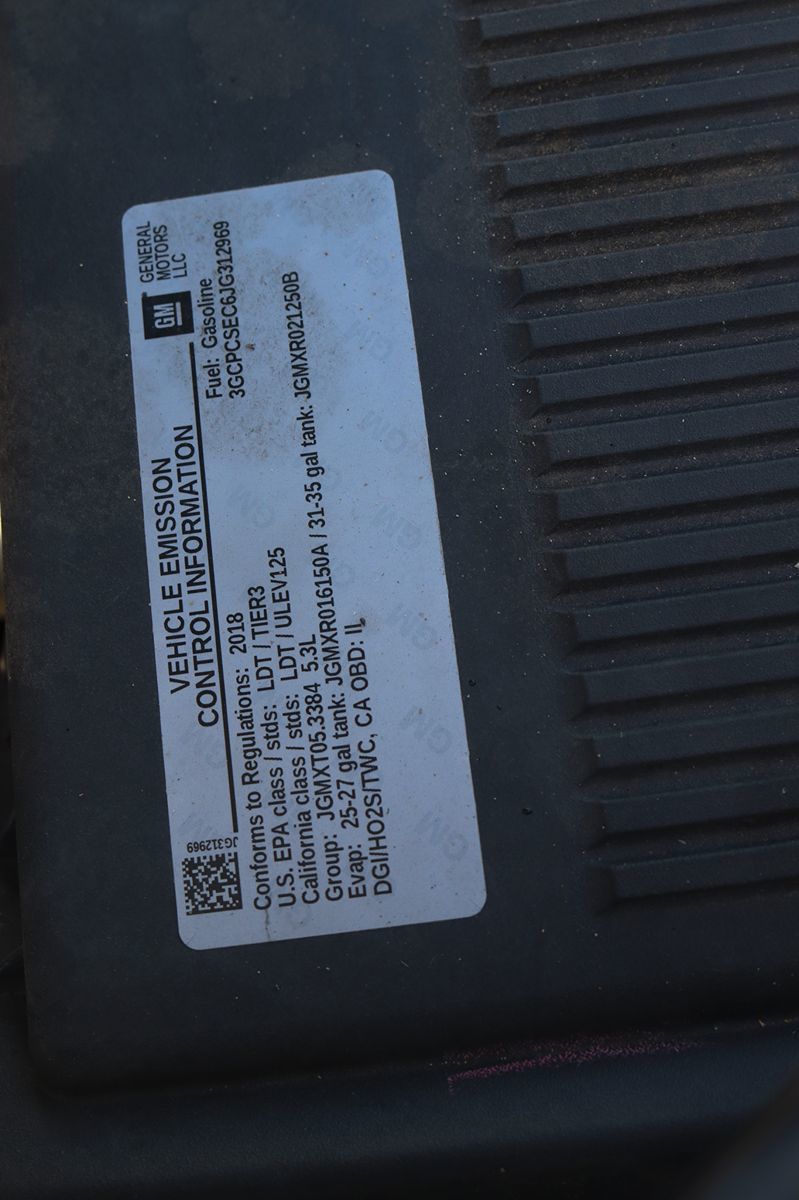 VEHICLE EMISSION
CONTROL INFORMATION
GM
GENERAL
MOTORS
LLC
JG312969
Fuel: Gasoline
3GCPCSEC6JG312969
Conforms to Regulations: 2018
U.S. EPA class / stds: LDT / TIER3
California class / stds: LDT / ULEV125
Group: JGMXT05.3384 5.3L
Evap: 25-27 gal tank: JGMXR016150A / 31-35 gal tank: JGMXR021250B
DGI/HO2S/TWC, CA OBD: II